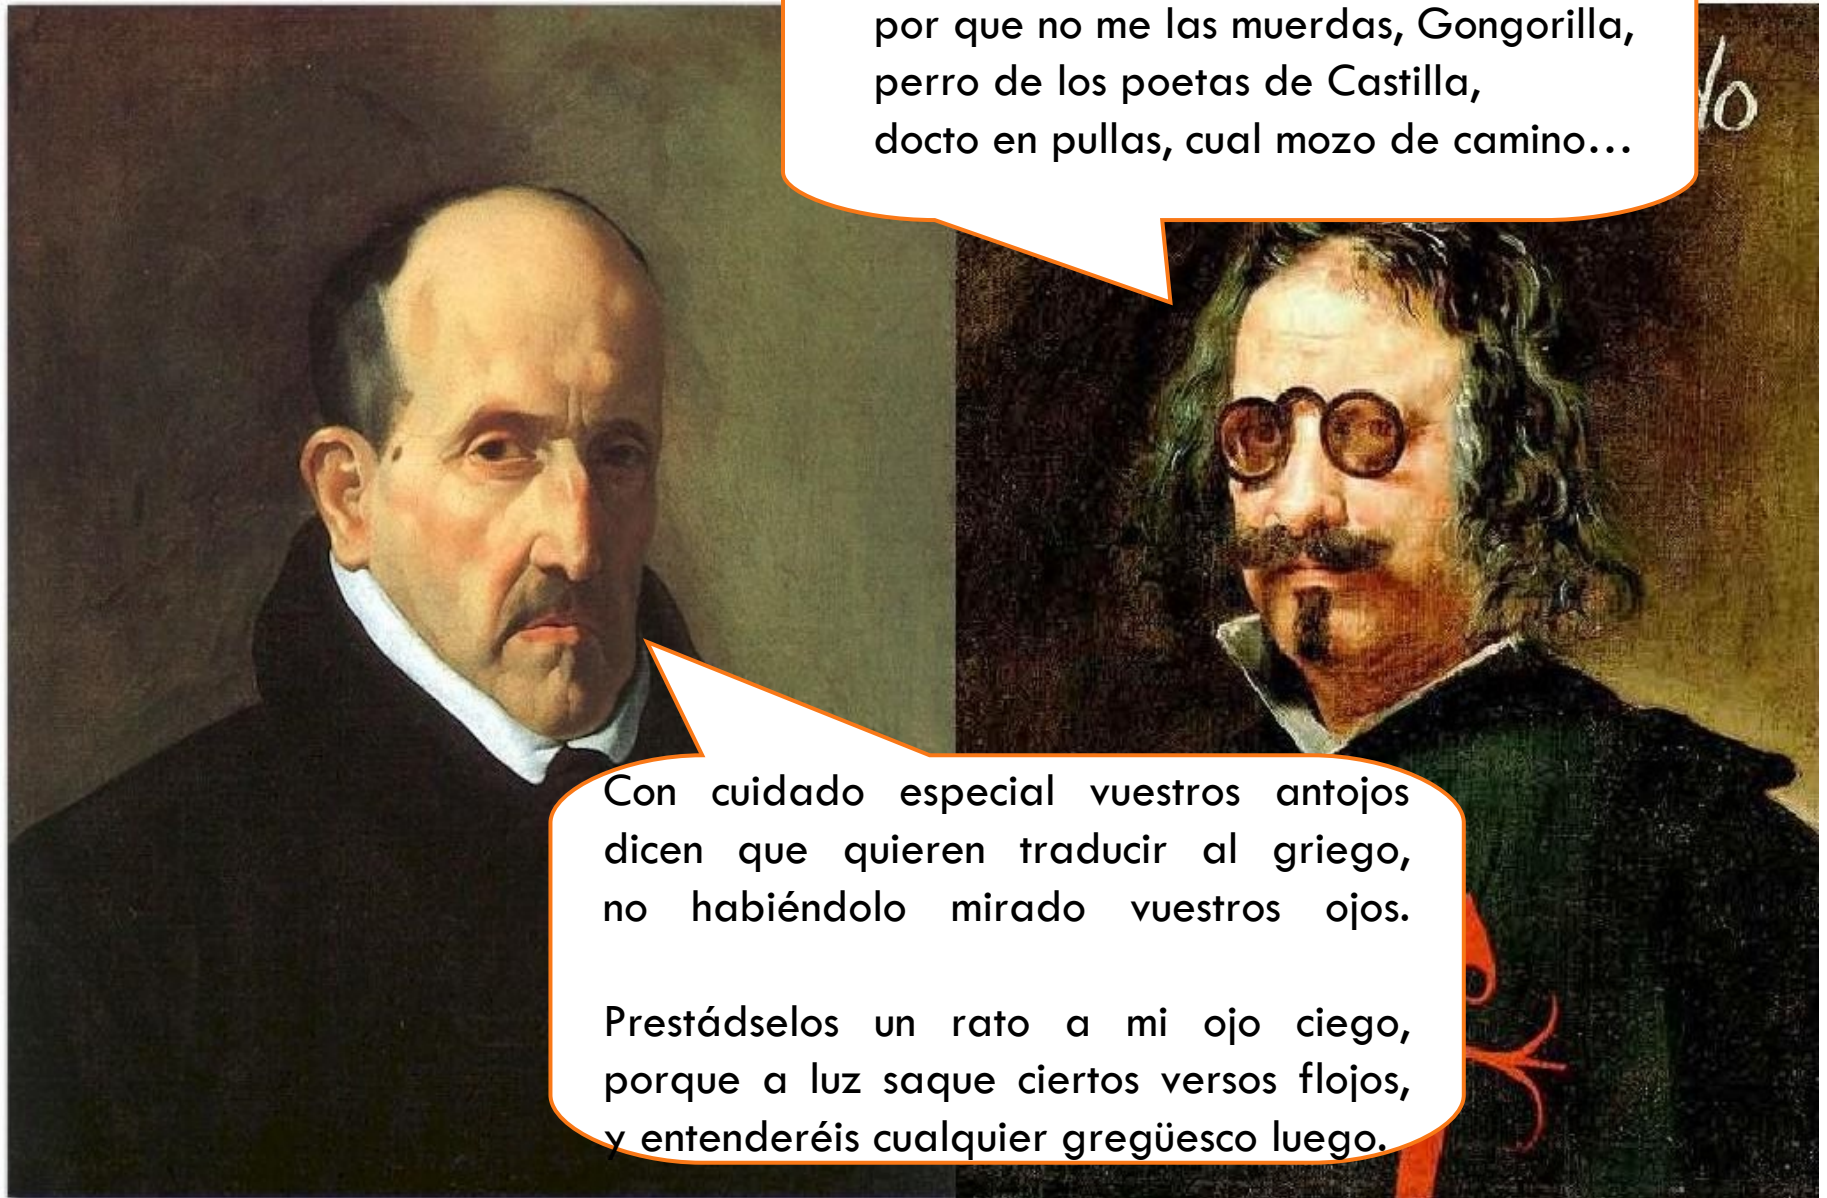 por que no me las muerdas, Gongorilla,
perro de los poetas de Castilla,
docto en pullas, cual mozo de camino…
Con cuidado especial vuestros antojos
dicen que quieren traducir al griego,
no habiéndolo mirado vuestros ojos.
Prestádselos un rato a mi ojo ciego,
porque a luz saque ciertos versos flojos,
y entenderéis cualquier gregüesco luego.